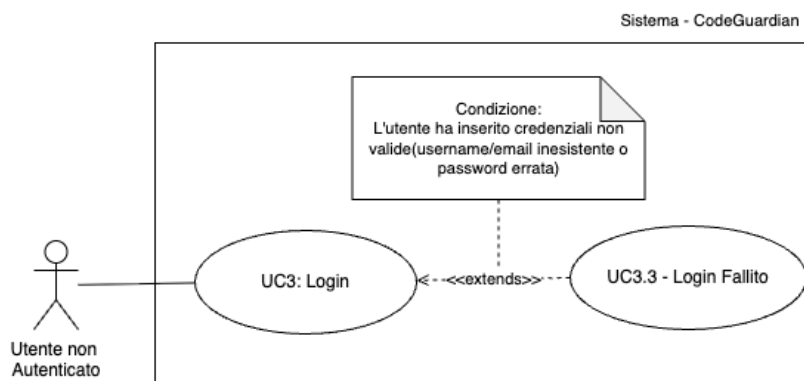 Sistema - CodeGuardian
Condizione:
L'utente ha inserito credenziali non
valide(username/email inesistente o
password errata)
UC3: Login
<<extends>>
UC3.3 - Login Fallito
Utente non
Autenticato